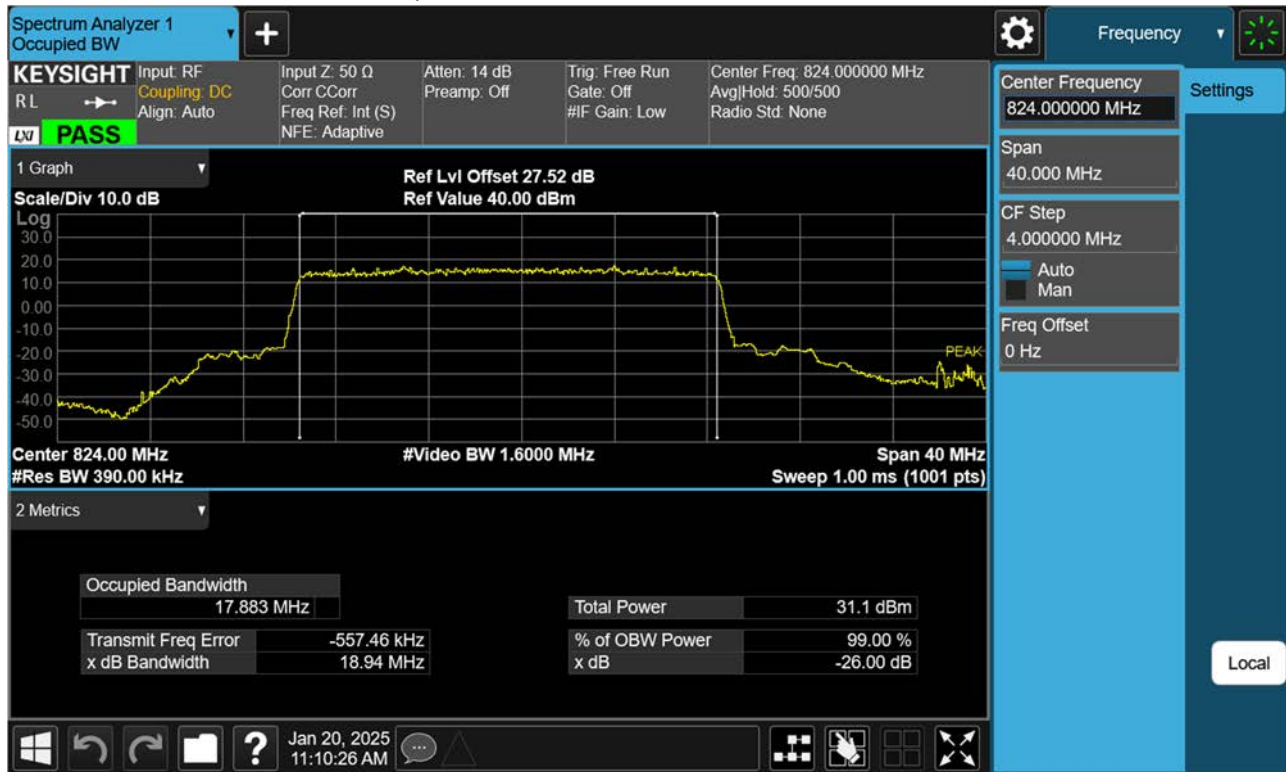 Spectrum Analyzer 1
Occupied BW
Frequency
KEYSIGHT
RL
LXI
PASS
Input: RF
Coupling: DC
Align: Auto
Input Z: 50 Ω
Corr CCorr
Freq Ref: Int (S)
NFE: Adaptive
Atten: 14 dB
Preamp: Off
Trig: Free Run
Gate: Off
#IF Gain: Low
Center Freq: 824.000000 MHz
Avg|Hold: 500/500
Radio Std: None
Center Frequency
824.000000 MHz
Settings
Span
40.000 MHz
CF Step
4.000000 MHz
Auto
Man
Freq Offset
0 Hz
Local
1 Graph
Scale/Div 10.0 dB
Ref Lvl Offset 27.52 dB
Ref Value 40.00 dBm
Log
30.0
20.0
10.0
0.00
-10.0
-20.0
-30.0
-40.0
-50.0
PEAK
Center 824.00 MHz
#Video BW 1.6000 MHz
Span 40 MHz
#Res BW 390.00 kHz
Sweep 1.00 ms (1001 pts)
2 Metrics
Occupied Bandwidth
17.883 MHz
Total Power 31.1 dBm
Transmit Freq Error -557.46 kHz
% of OBW Power 99.00 %
x dB Bandwidth 18.94 MHz
x dB -26.00 dB
?
Jan 20, 2025
11:10:26 AM